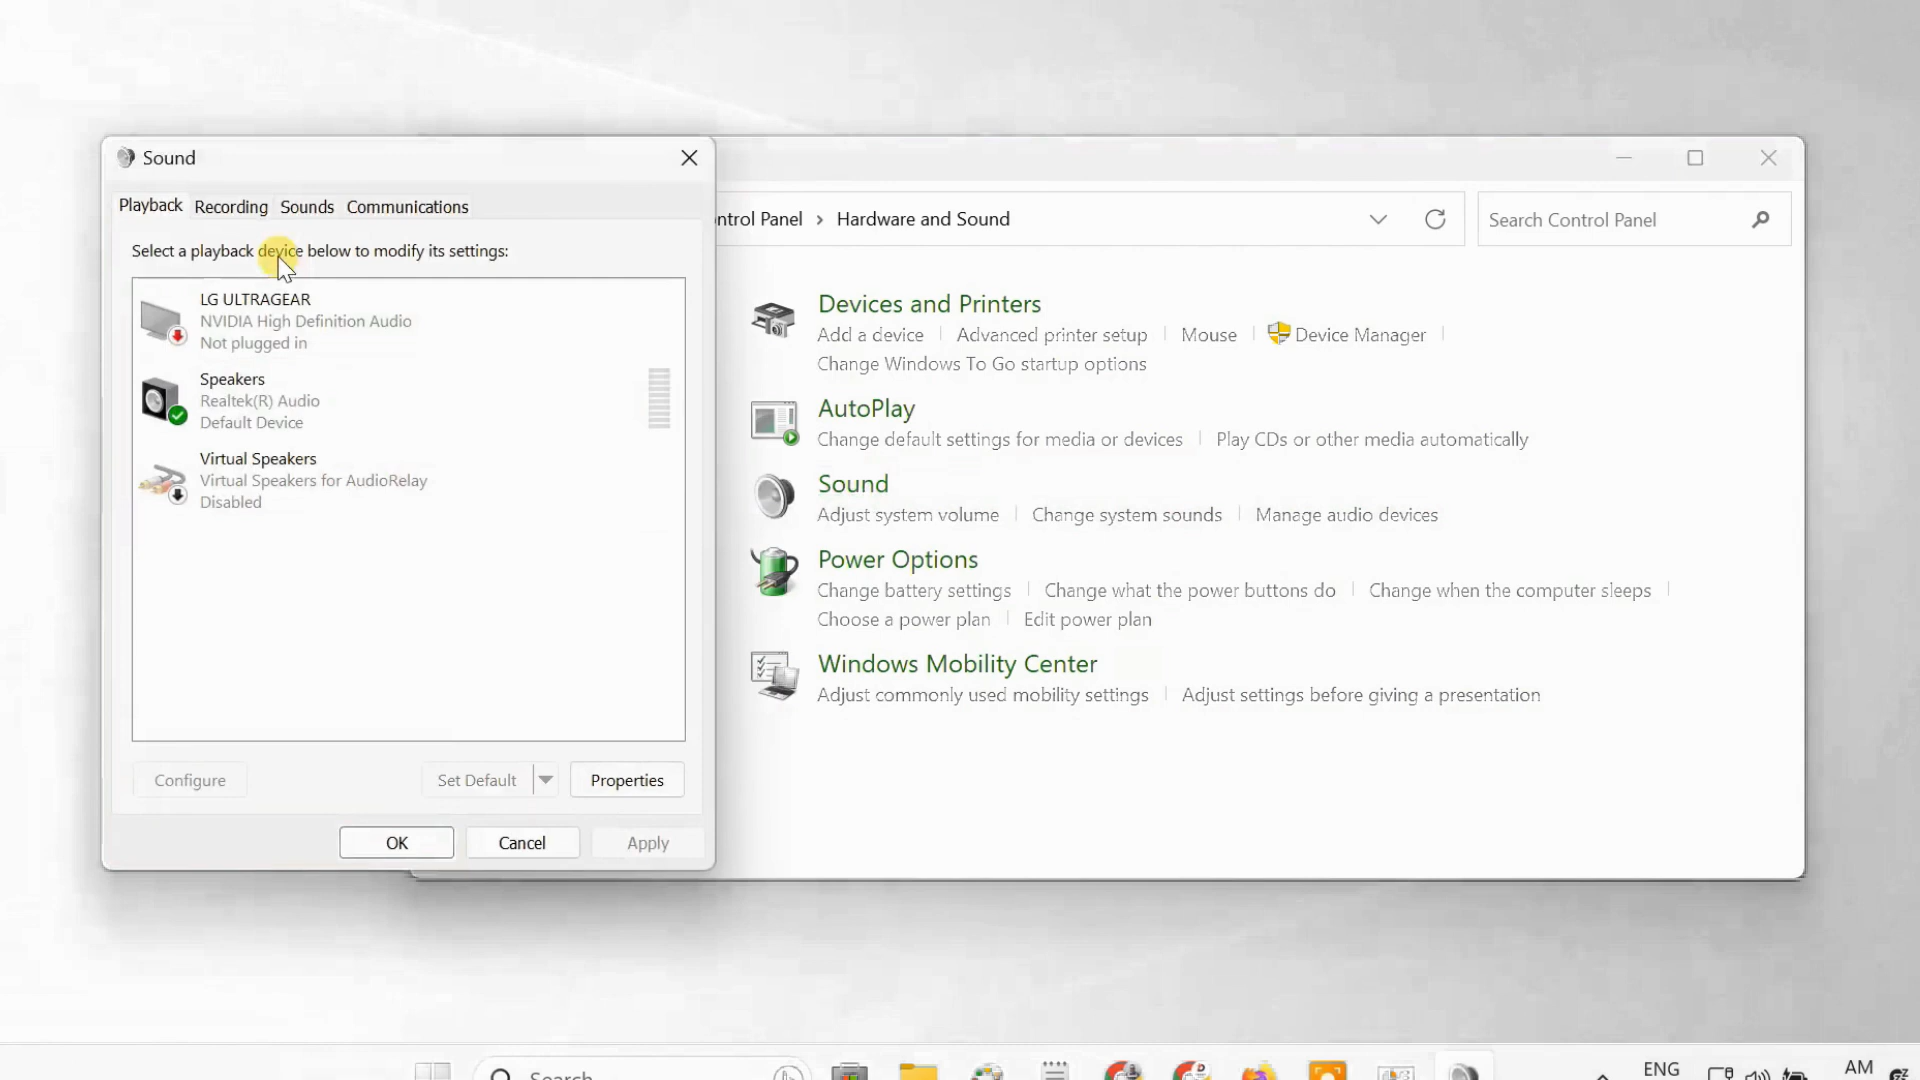 Sound
Playback
Recording
Sounds
Communications
Select a playback device below to modify its settings:
LG ULTRAGEAR
NVIDIA High Definition Audio
Not plugged in
Speakers
Realtek(R) Audio
Default Device
Virtual Speakers
Virtual Speakers for AudioRelay
Disabled
Configure
Set Default
Properties
OK
Cancel
Apply
ntrol Panel > Hardware and Sound
Search Control Panel
Devices and Printers
Add a device
Advanced printer setup
Mouse
Device Manager
Change Windows To Go startup options
AutoPlay
Change default settings for media or devices
Play CDs or other media automatically
Sound
Adjust system volume
Change system sounds
Manage audio devices
Power Options
Change battery settings
Change what the power buttons do
Change when the computer sleeps
Choose a power plan
Edit power plan
Windows Mobility Center
Adjust commonly used mobility settings
Adjust settings before giving a presentation
Search
ENG
AM